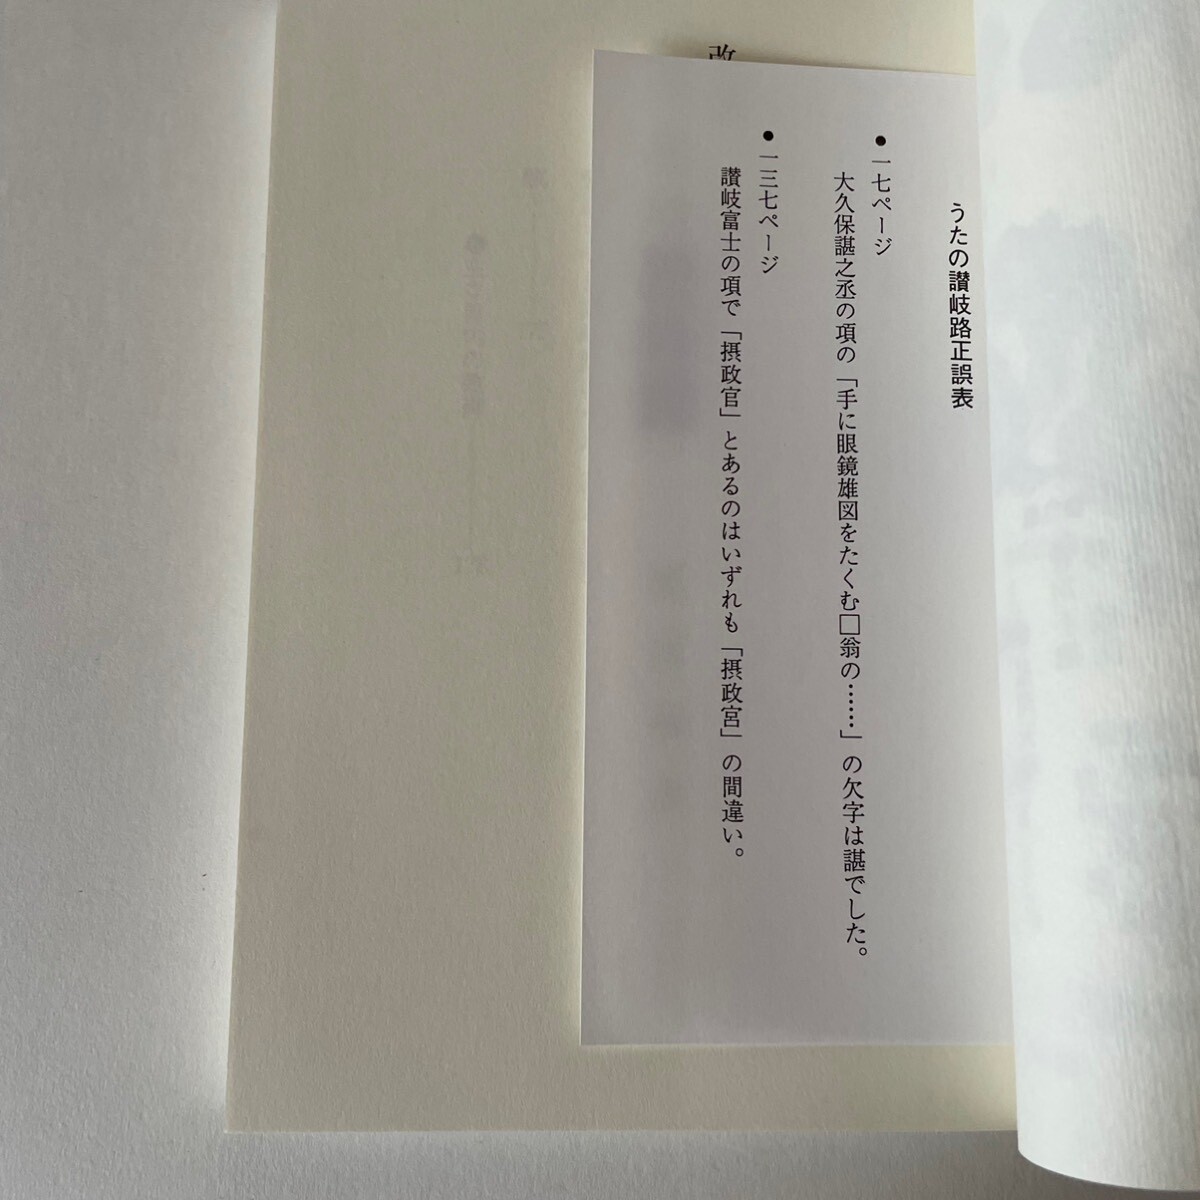 うたの讃岐路正誤表
●一七ページ
大久保諶之丞の項の「手に眼鏡雄図をたくむ□翁の……」の欠字は諶でした。
●一三七ページ
讃岐富士の項で「摂政官」とあるのはいずれも「摂政宮」の間違い。
改